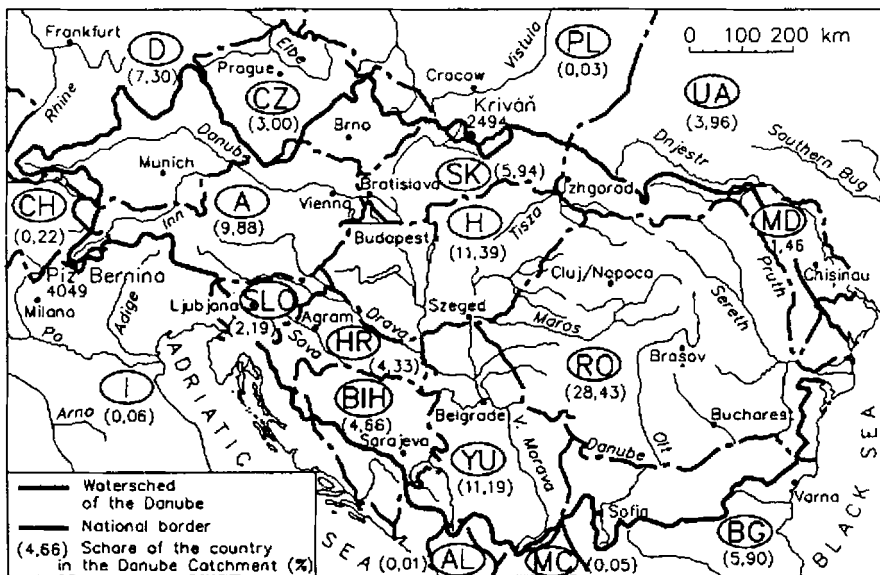 Frankfurt
D
(7,30)
Elbe
Prague
CZ
(3,00)
Cracow
Vistula
PL
(0,03)
0 100 200 km
UA
(3,96)
Rhine
Danub
Brno
Kriváň
2494
Dnjestr
Southern Bug
Munich
SK
(5,94)
CH
(0,22)
Inn
A
(9,88)
Vienna
Bratislava
H
(11,39)
Tisza
zhgorad
MD
1,46
Budapest
Pruth
Chisinau
Piz Bernina
4049
Cluj/Napoca
Milano
Adige
Ljubjana
SLO
(2,19)
Agram
Drava
Szeged
Maros
Sereth
Po
Sava
HR
(4,33)
Brašov
RO
(28,43)
I
(0,06)
ADRIATIC
BIH
(4,66)
Belgrade
Bucharest
Arno
Sarajeva
V. Morava
Danube
Olt
YU
(11,19)
Varna
Sofia
BLACK SEA
BG
(5,90)
SEA
(0,01)
AL
MC
(0,05)
Watersched
of the Danube
National border
(4,66) Schare of the country
in the Danube Catchment (%)